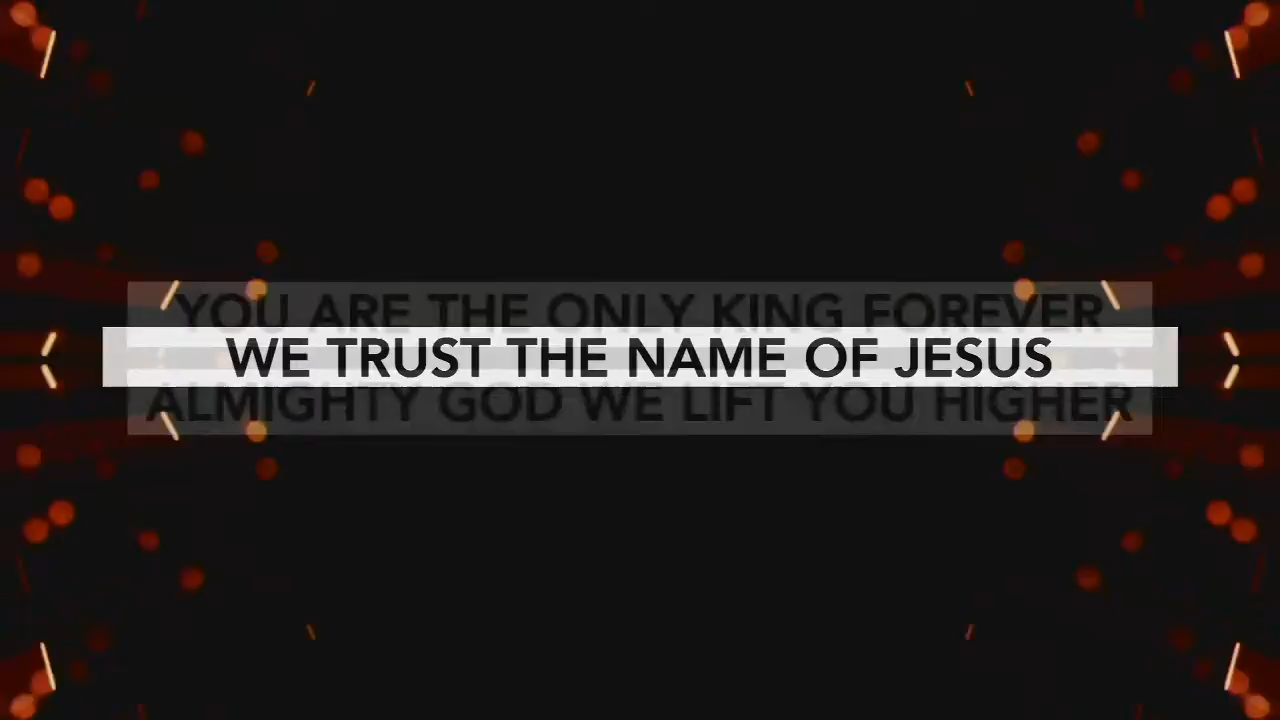 YOU ARE THE ONLY KING FOREVER
WE TRUST THE NAME OF JESUS
ALMIGHTY GOD WE LIFT YOU HIGHER